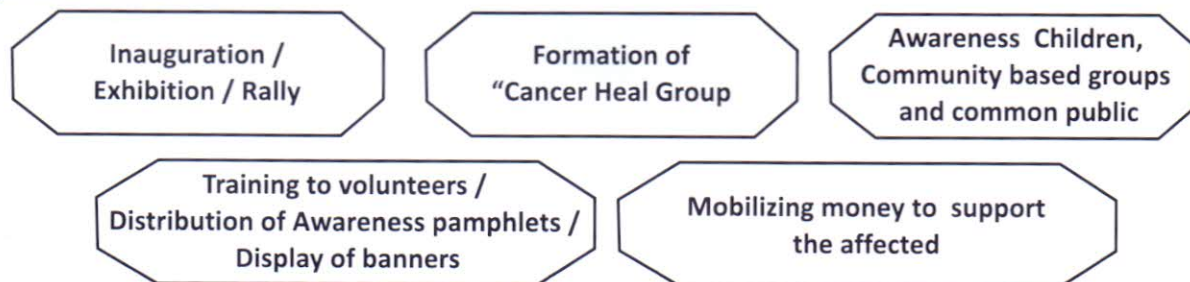 Inauguration /
Exhibition / Rally
Formation of
“Cancer Heal Group
Awareness Children,
Community based groups
and common public
Training to volunteers /
Distribution of Awareness pamphlets /
Display of banners
Mobilizing money to support
the affected